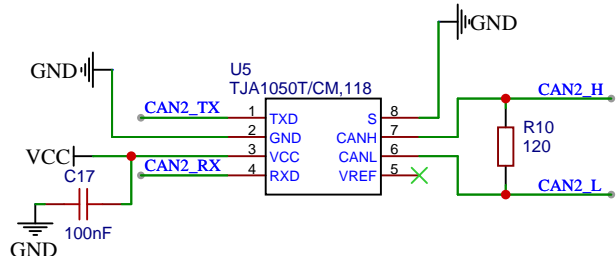 GND
GND
U5
TJA1050T/CM,118
CAN2_TX
1 TXD S 8
2 GND CANH 7
VCC 3 VCC CANL 6
CAN2_RX 4 RXD VREF 5
CAN2_H
R10
120
CAN2_L
C17
100nF
GND